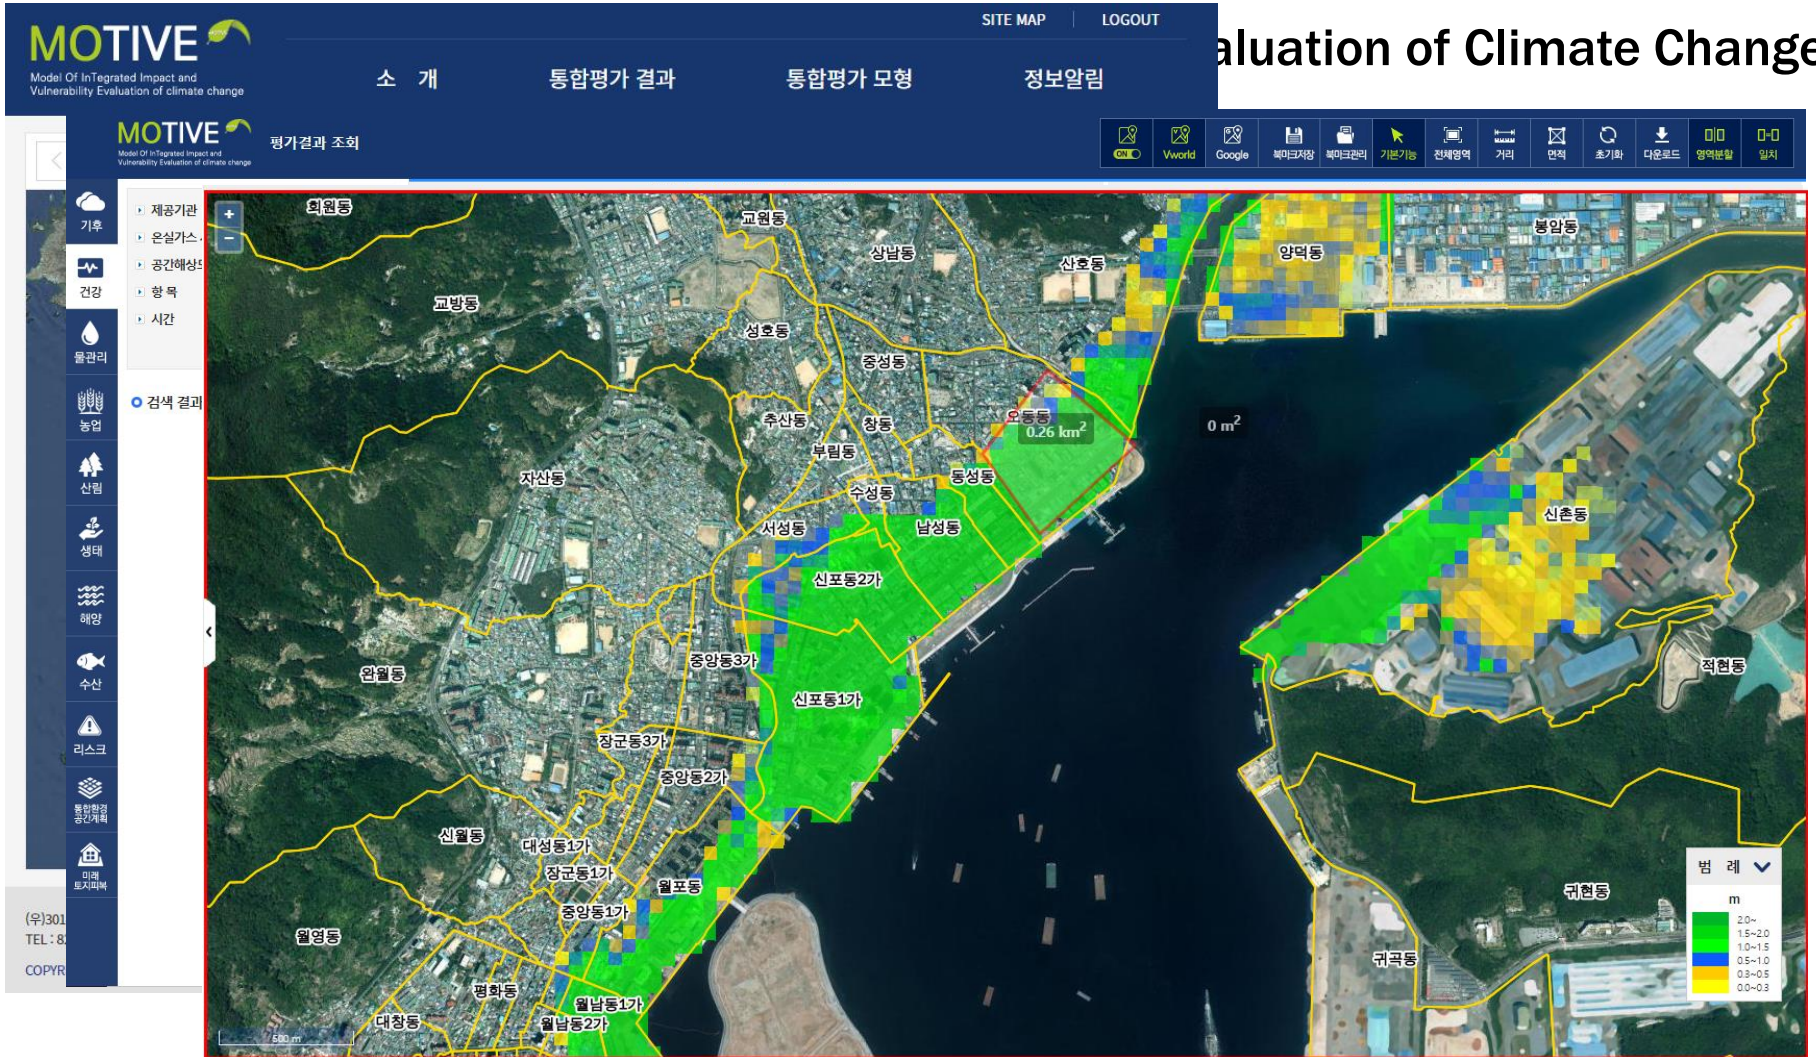 SITE MAP
LOGOUT
MOTIVE
Model Of InTegrated Impact and
Vulnerability Evaluation of climate change
소 개
통합평가 결과
통합평가 모형
정보알림
aluation of Climate Change
MOTIVE
Model Of InTegrated Impact and
Vulnerability Evaluation of climate change
평가결과 조회
ON
Vworld
Google
북마크저장
북마크관리
기본기능
전체영역
거리
면적
초기화
다운로드
영역분할
일치
기후
건강
물관리
농업
산림
생태
해양
수산
리스크
통합환경
공간계획
미래
토지피복
제공기관
온실가스
공간해상도
항 목
시간
검색 결과
+
−
회원동
교원동
상남동
산호동
양덕동
봉암동
교방동
성호동
중성동
오동동
0.26 km²
0 m²
추산동
창동
부림동
자산동
수성동
동성동
서성동
남성동
신촌동
신포동2가
중앙동3가
완월동
신포동1가
적현동
장군동3가
중앙동2가
신월동
대성동1가
장군동1가
월포동
중앙동1가
월영동
귀현동
귀곡동
평화동
월남동1가
대창동
월남동2가
500 m
범 례
m
2.0~
1.5~2.0
1.0~1.5
0.5~1.0
0.3~0.5
0.0~0.3
(우)301
TEL : 8
COPYR